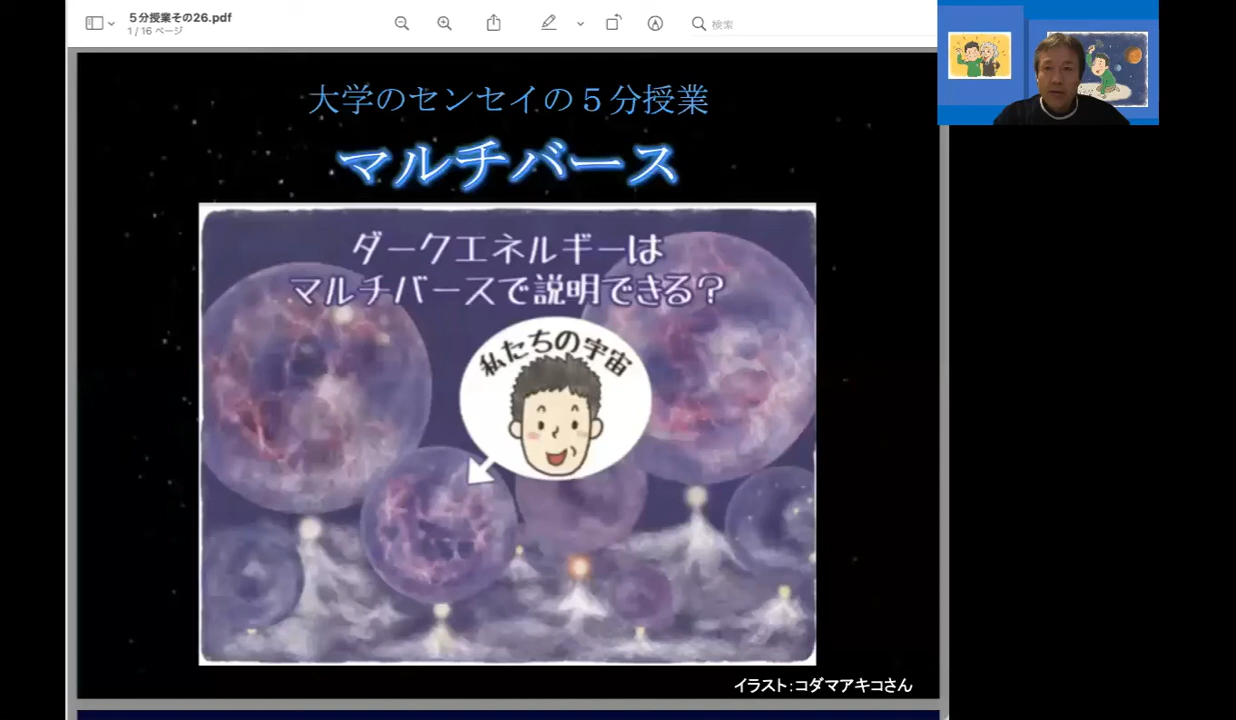 5分授業その26.pdf
1 / 16 ページ
検索
大学のセンセイの５分授業
マルチバース
ダークエネルギーは
マルチバースで説明できる？
私たちの宇宙
イラスト：コダマアキコさん